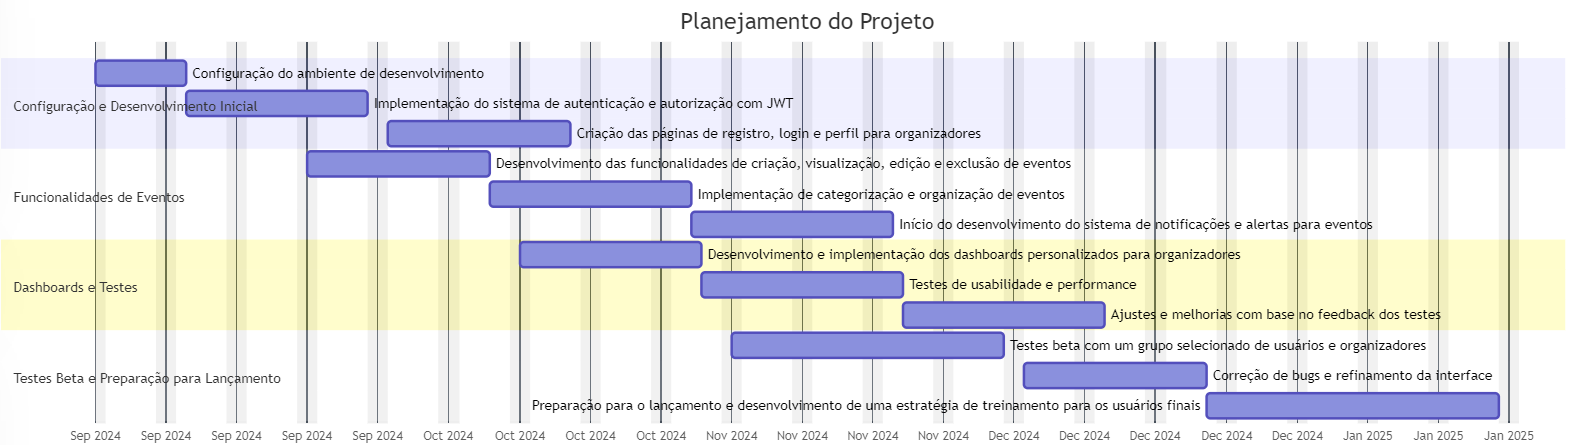 Planejamento do Projeto
Configuração do ambiente de desenvolvimento
Configuração e Desenvolvimento Inicial
Implementação do sistema de autenticação e autorização com JWT
Criação das páginas de registro, login e perfil para organizadores
Desenvolvimento das funcionalidades de criação, visualização, edição e exclusão de eventos
Funcionalidades de Eventos
Implementação de categorização e organização de eventos
Início do desenvolvimento do sistema de notificações e alertas para eventos
Desenvolvimento e implementação dos dashboards personalizados para organizadores
Dashboards e Testes
Testes de usabilidade e performance
Ajustes e melhorias com base no feedback dos testes
Testes beta com um grupo selecionado de usuários e organizadores
Testes Beta e Preparação para Lançamento
Correção de bugs e refinamento da interface
Preparação para o lançamento e desenvolvimento de uma estratégia de treinamento para os usuários finais
Sep 2024 Sep 2024 Sep 2024 Sep 2024 Sep 2024 Oct 2024 Oct 2024 Oct 2024 Oct 2024 Nov 2024 Nov 2024 Nov 2024 Nov 2024 Dec 2024 Dec 2024 Dec 2024 Dec 2024 Dec 2024 Jan 2025 Jan 2025 Jan 2025